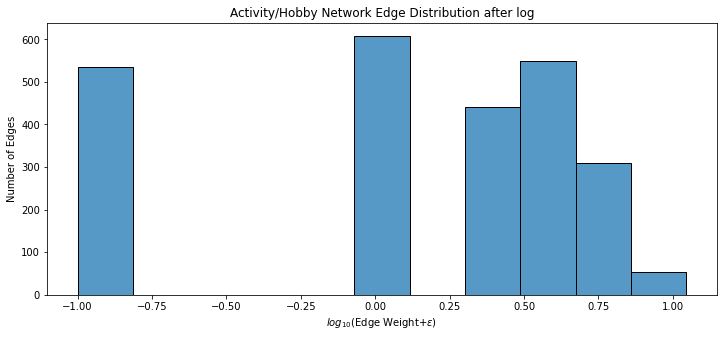 Activity/Hobby Network Edge Distribution after log
Number of Edges
600
500
400
300
200
100
0
−1.00 −0.75 −0.50 −0.25 0.00 0.25 0.50 0.75 1.00
log₁₀(Edge Weight+ε)